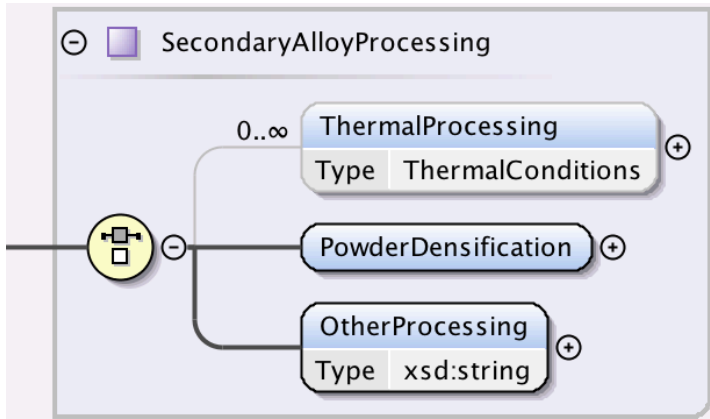 SecondaryAlloyProcessing
0..∞
ThermalProcessing
Type ThermalConditions
PowderDensification
OtherProcessing
Type xsd:string